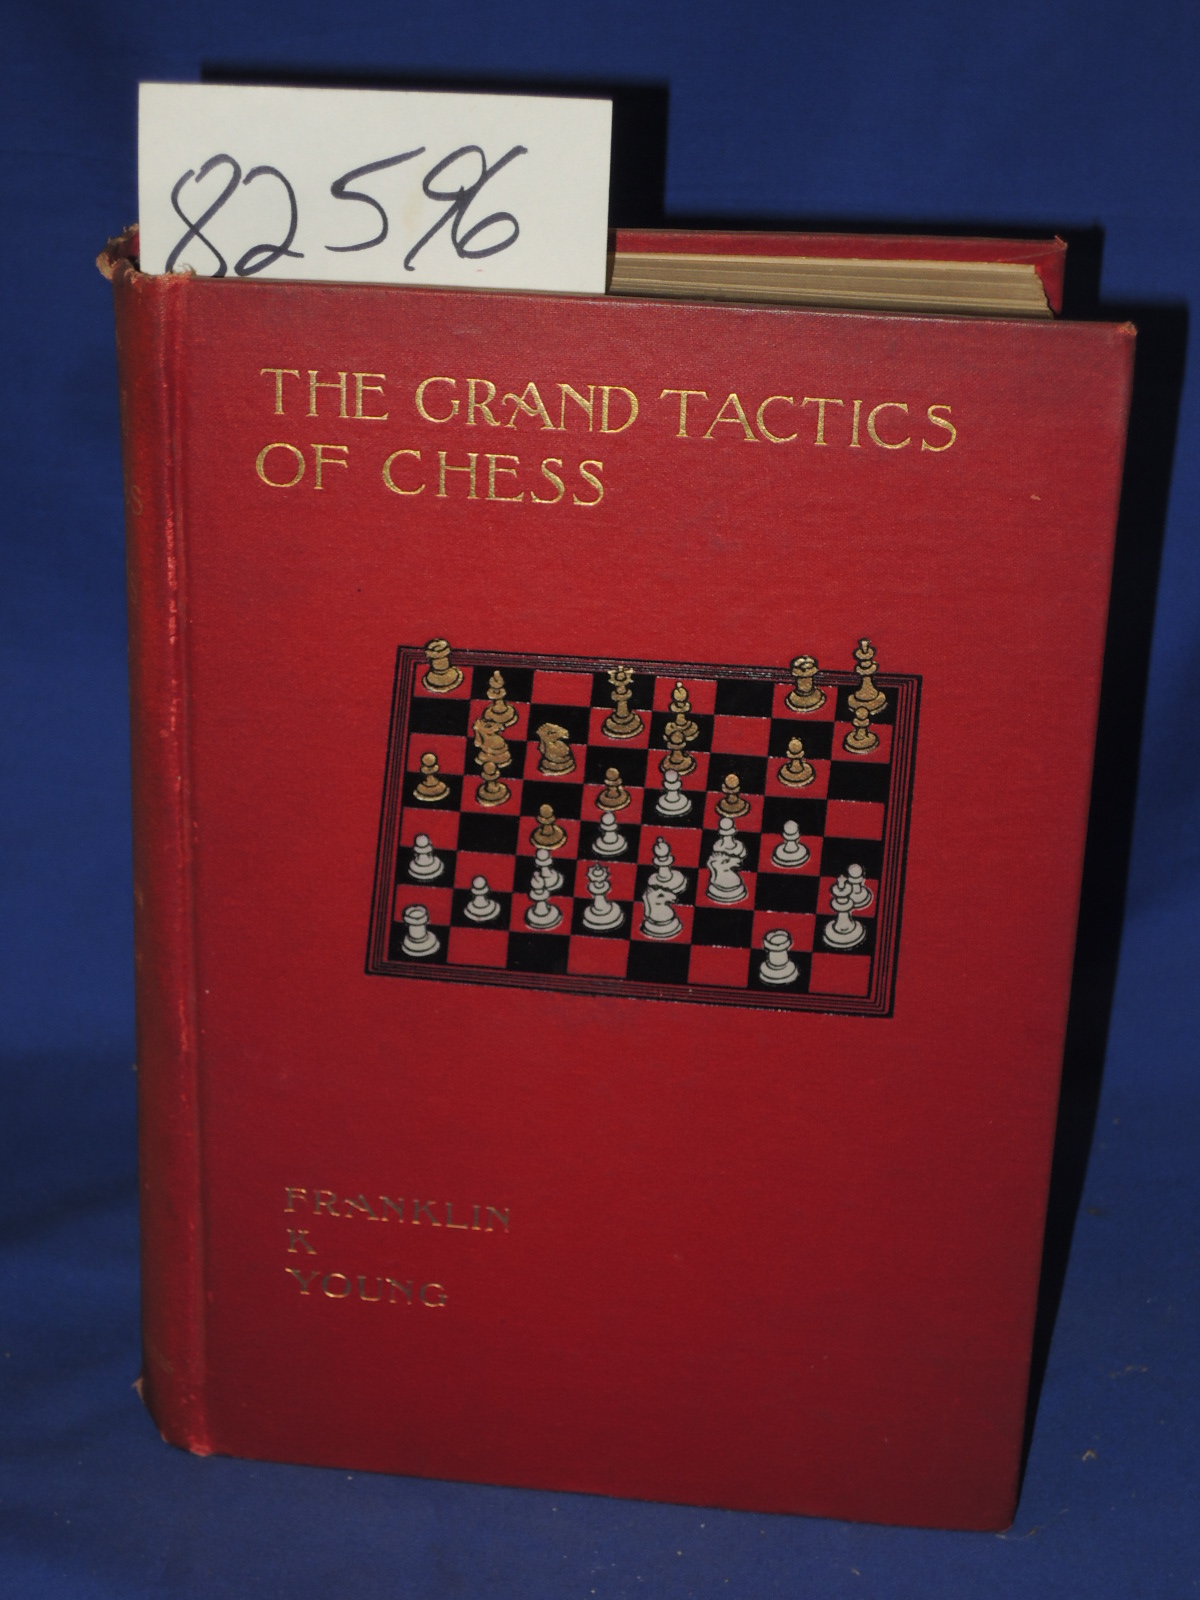 82596
THE GRAND TACTICS
OF CHESS
FRANKLIN
K
YOUNG